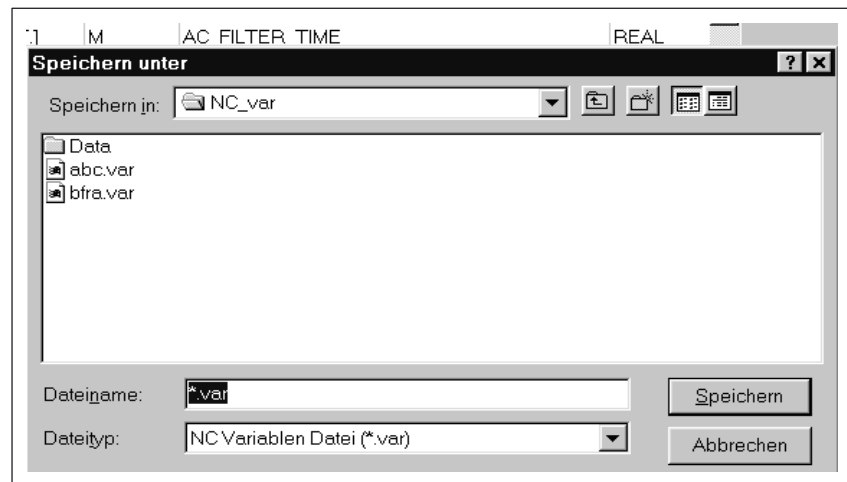 M AC FILTER TIME REAL
Speichern unter
Speichern in: NC_var
Data
abc.var
bfra.var
Dateiname: *.var Speichern
Dateityp: NC Variablen Datei (*.var) Abbrechen